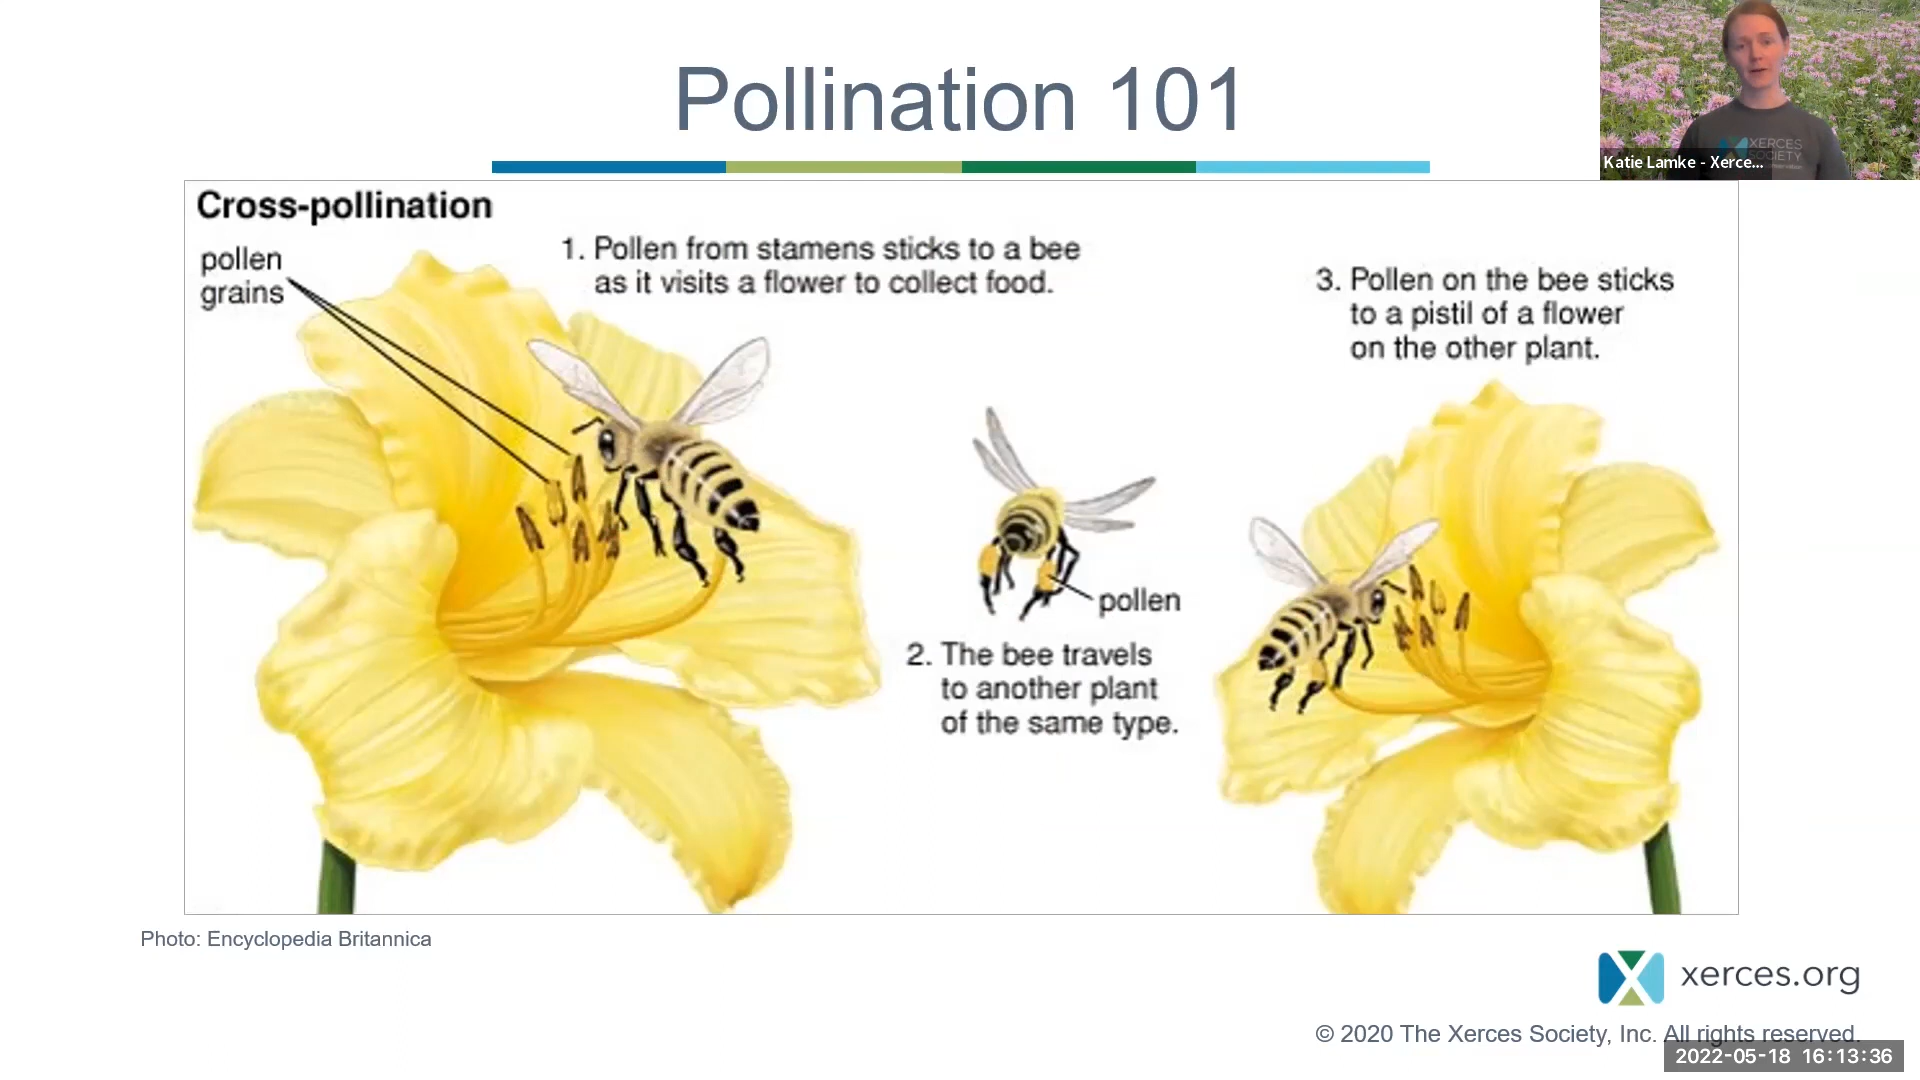 Pollination 101
Katie Lamke - Xerce...
XERCES
SOCIETY
Cross-pollination
pollen
grains
1. Pollen from stamens sticks to a bee
as it visits a flower to collect food.
pollen
2. The bee travels
to another plant
of the same type.
3. Pollen on the bee sticks
to a pistil of a flower
on the other plant.
Photo: Encyclopedia Britannica
xerces.org
© 2020 The Xerces Society, Inc. All rights reserved.
2022-05-18 16:13:36